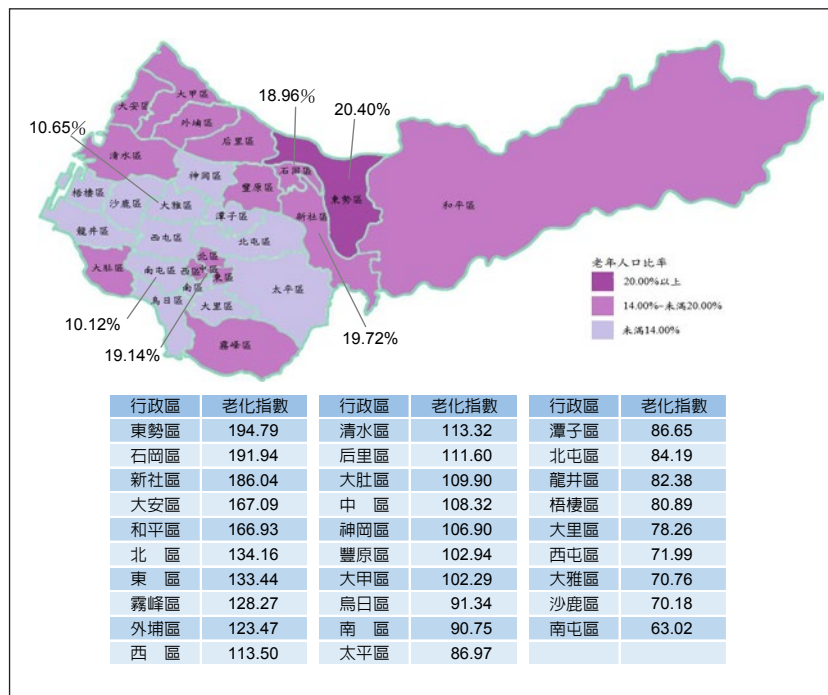 大甲區
大安區
18.96%
外埔區
20.40%
10.65%
后里區
清水區
神岡區
石岡區
豐原區
東勢區
梧棲區
沙鹿區
大雅區
潭子區
新社區
和平區
龍井區
西屯區
北屯區
老年人口比率
大肚區
南屯區
西區
北區
中區
東區
20.00%以上
南區
太平區
14.00%-未滿20.00%
烏日區
大里區
10.12%
未滿14.00%
19.14%
19.72%
霧峰區
行政區 老化指數 行政區 老化指數 行政區 老化指數
東勢區 194.79 清水區 113.32 潭子區 86.65
石岡區 191.94 后里區 111.60 北屯區 84.19
新社區 186.04 大肚區 109.90 龍井區 82.38
大安區 167.09 中　區 108.32 梧棲區 80.89
和平區 166.93 神岡區 106.90 大里區 78.26
北　區 134.16 豐原區 102.94 西屯區 71.99
東　區 133.44 大甲區 102.29 大雅區 70.76
霧峰區 128.27 烏日區 91.34 沙鹿區 70.18
外埔區 123.47 南　區 90.75 南屯區 63.02
西　區 113.50 太平區 86.97